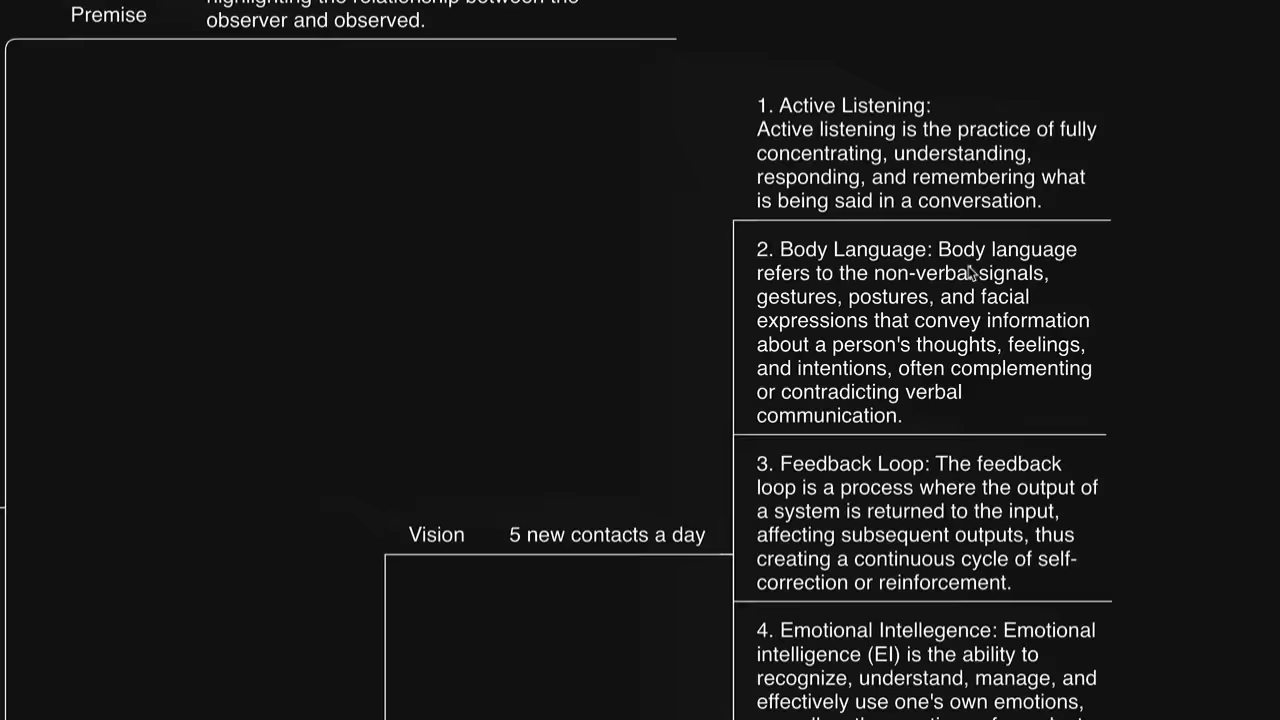 Premise
highlighting the relationship between the
observer and observed.
1. Active Listening:
Active listening is the practice of fully
concentrating, understanding,
responding, and remembering what
is being said in a conversation.
2. Body Language: Body language
refers to the non-verbal signals,
gestures, postures, and facial
expressions that convey information
about a person's thoughts, feelings,
and intentions, often complementing
or contradicting verbal
communication.
3. Feedback Loop: The feedback
loop is a process where the output of
a system is returned to the input,
affecting subsequent outputs, thus
creating a continuous cycle of self-
correction or reinforcement.
Vision 5 new contacts a day
4. Emotional Intellegence: Emotional
intelligence (EI) is the ability to
recognize, understand, manage, and
effectively use one's own emotions,